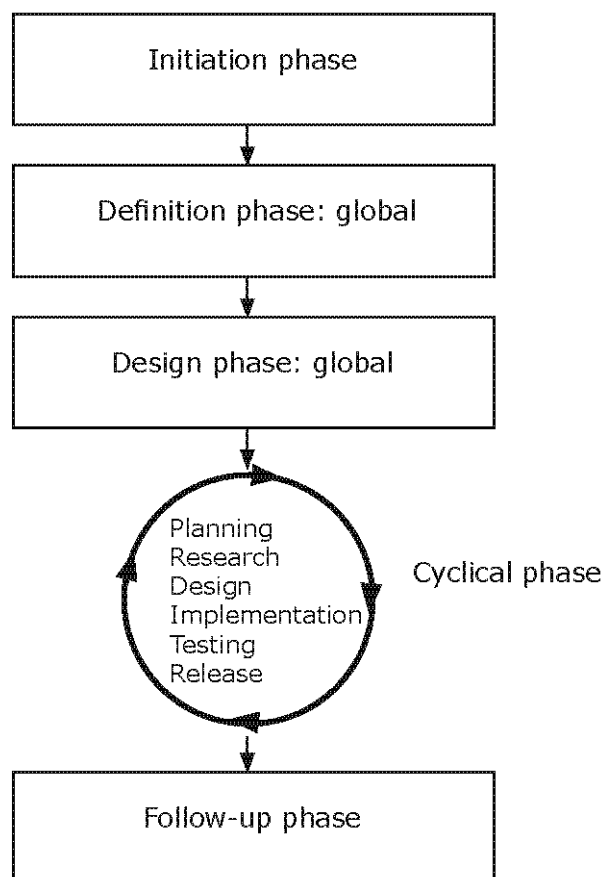 Initiation phase
Definition phase: global
Design phase: global
Planning
Research
Design
Implementation
Testing
Release
Cyclical phase
Follow-up phase